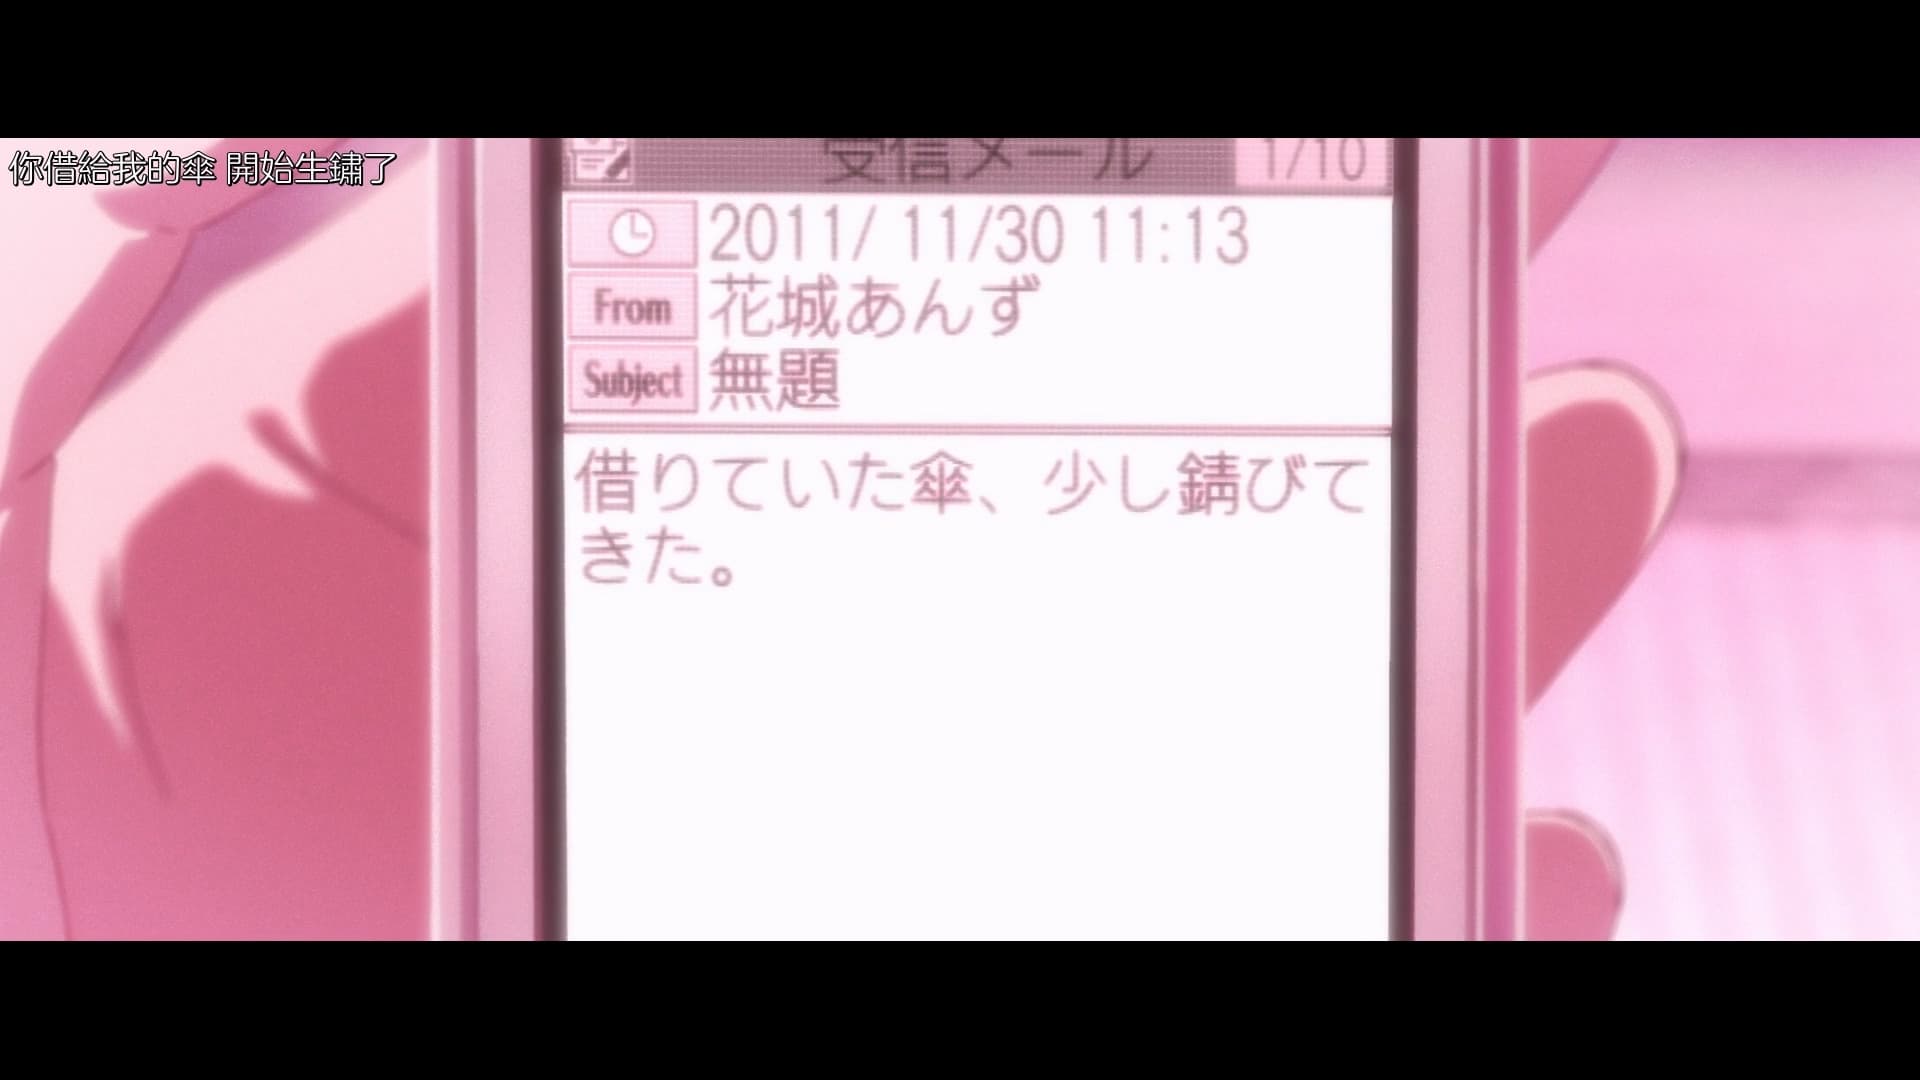 你借給我的傘 開始生鏽了
受信メール 1/10
2011/ 11/30 11:13
From 花城あんず
Subject 無題
借りていた傘、少し錆びて
きた。